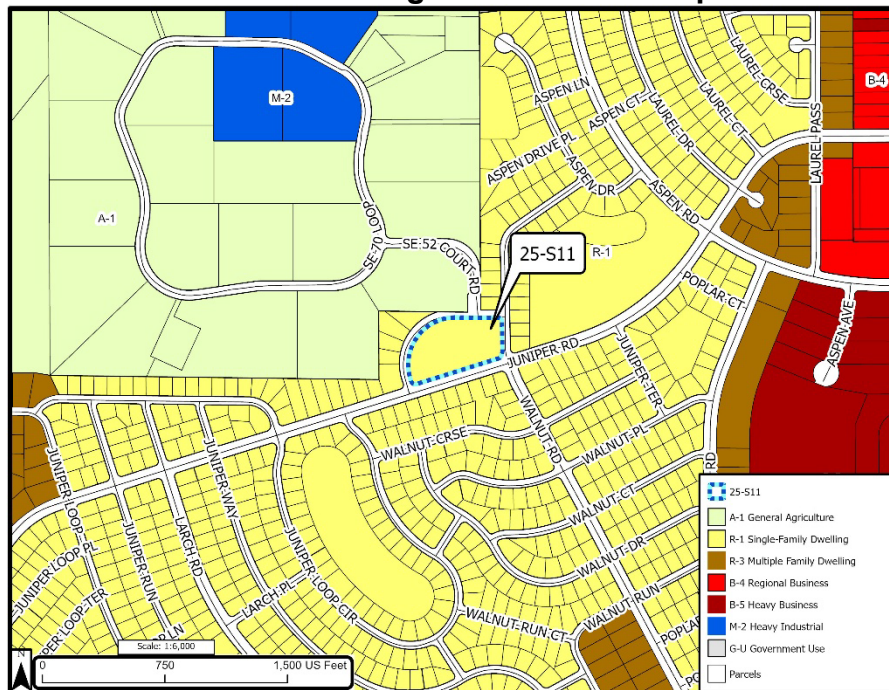 M-2
A-1
SE 70 LOOP
SE 52 COURT RD
25-S11
R-1
B-4
ASPEN LN
ASPEN CT
ASPEN DRIVE PL
ASPEN DR
ASPEN RD
LAUREL CRSE
LAUREL CT
LAUREL DR
LAUREL PASS
POPLAR CT
ASPEN AVE
JUNIPER RD
JUNIPER TER
WALNUT CRSE
WALNUT RD
WALNUT PL
WALNUT CT
WALNUT DR
WALNUT RUN
WALNUT RUN CT
RD
JUNIPER LOOP
JUNIPER LOOP PL
JUNIPER RUN
LARCH RD
JUNIPER WAY
LARCH PL
JUNIPER LOOP CIR
LN
25-S11
A-1 General Agriculture
R-1 Single-Family Dwelling
R-3 Multiple Family Dwelling
B-4 Regional Business
B-5 Heavy Business
M-2 Heavy Industrial
G-U Government Use
Parcels
Scale: 1:6,000
N
0 750 1,500 US Feet